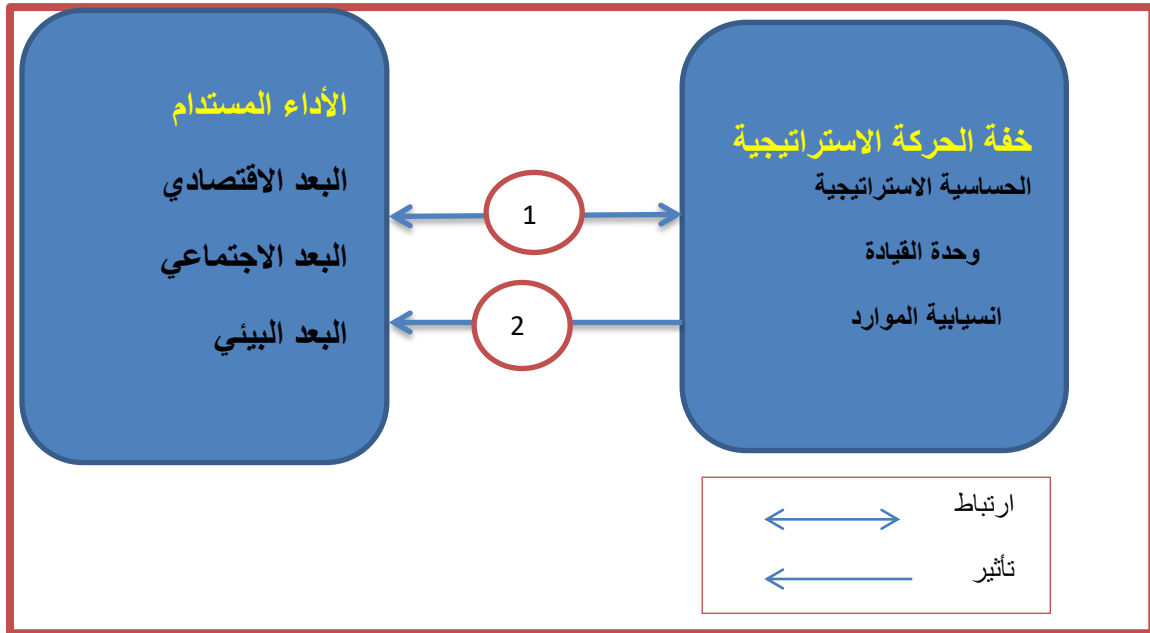 خفة الحركة الاستراتيجية
الحساسية الاستراتيجية
وحدة القيادة
انسيابية الموارد
1
2
الأداء المستدام
البعد الاقتصادي
البعد الاجتماعي
البعد البيئي
ارتباط
تأثير